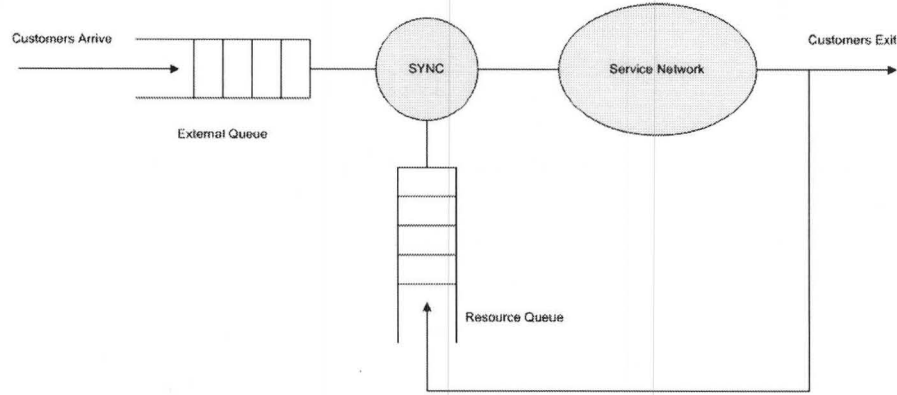 Customers Arrive
SYNC
Service Network
Customers Exit
External Queue
Resource Queue